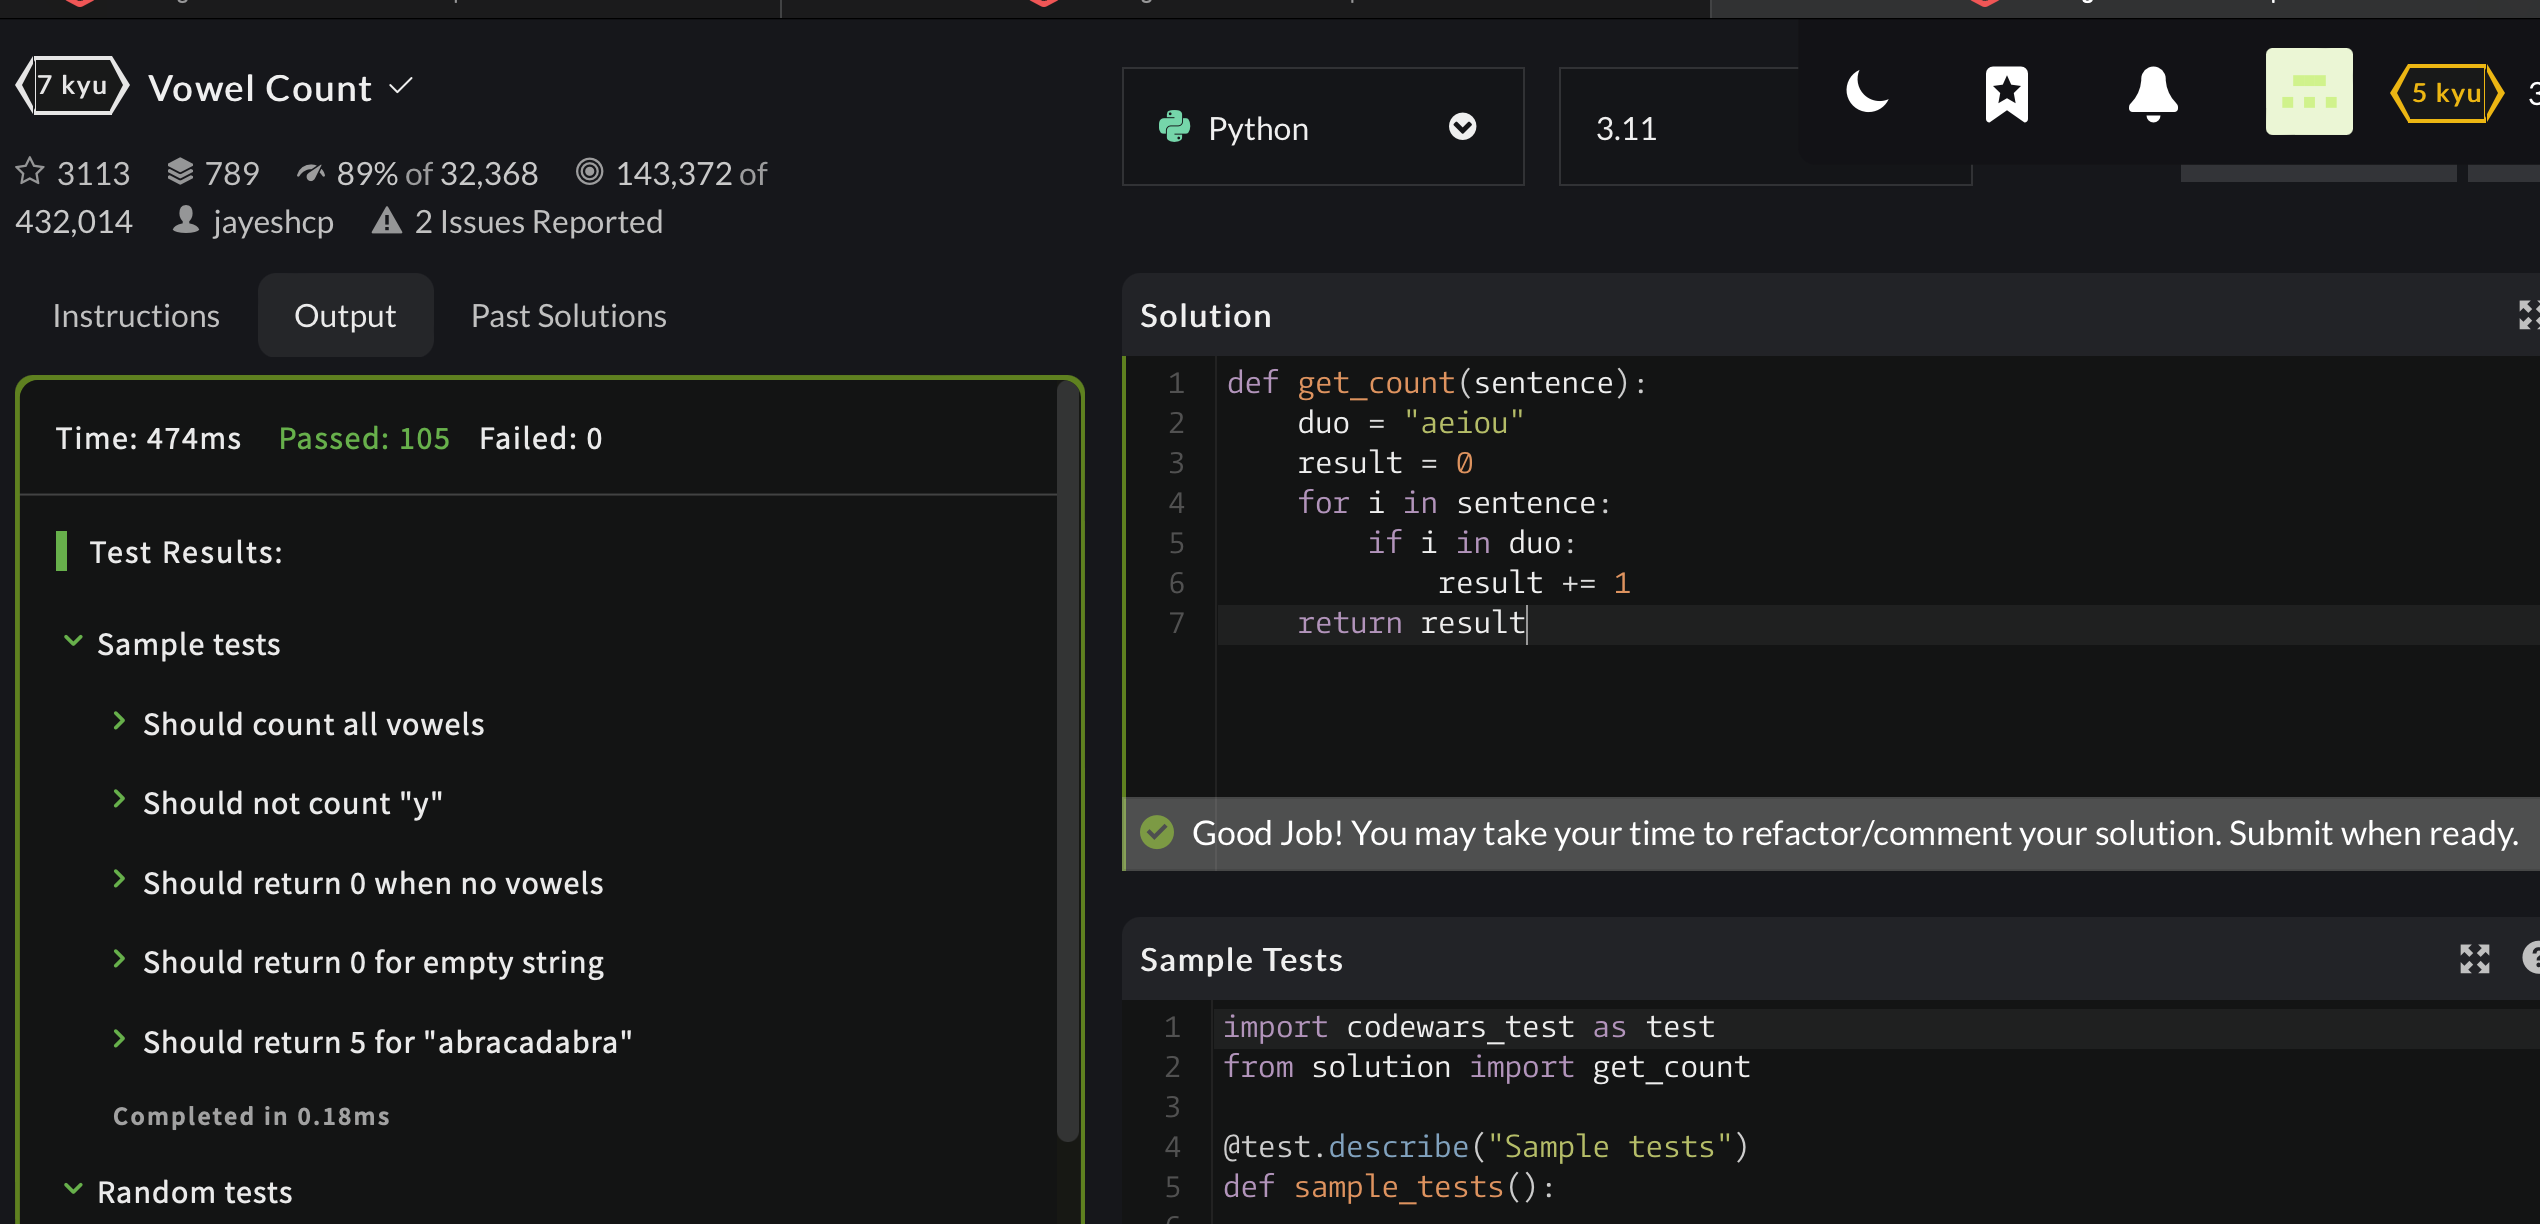 7 kyu Vowel Count
3113 789 89% of 32,368 143,372 of
432,014 jayeshcp 2 Issues Reported
Python
3.11
5 kyu
Instructions Output Past Solutions
Time: 474ms Passed: 105 Failed: 0
Test Results:
Sample tests
Should count all vowels
Should not count "y"
Should return 0 when no vowels
Should return 0 for empty string
Should return 5 for "abracadabra"
Completed in 0.18ms
Random tests
Solution
1 def get_count(sentence):
2 duo = "aeiou"
3 result = 0
4 for i in sentence:
5 if i in duo:
6 result += 1
7 return result
Good Job! You may take your time to refactor/comment your solution. Submit when ready.
Sample Tests
1 import codewars_test as test
2 from solution import get_count
3
4 @test.describe("Sample tests")
5 def sample_tests():